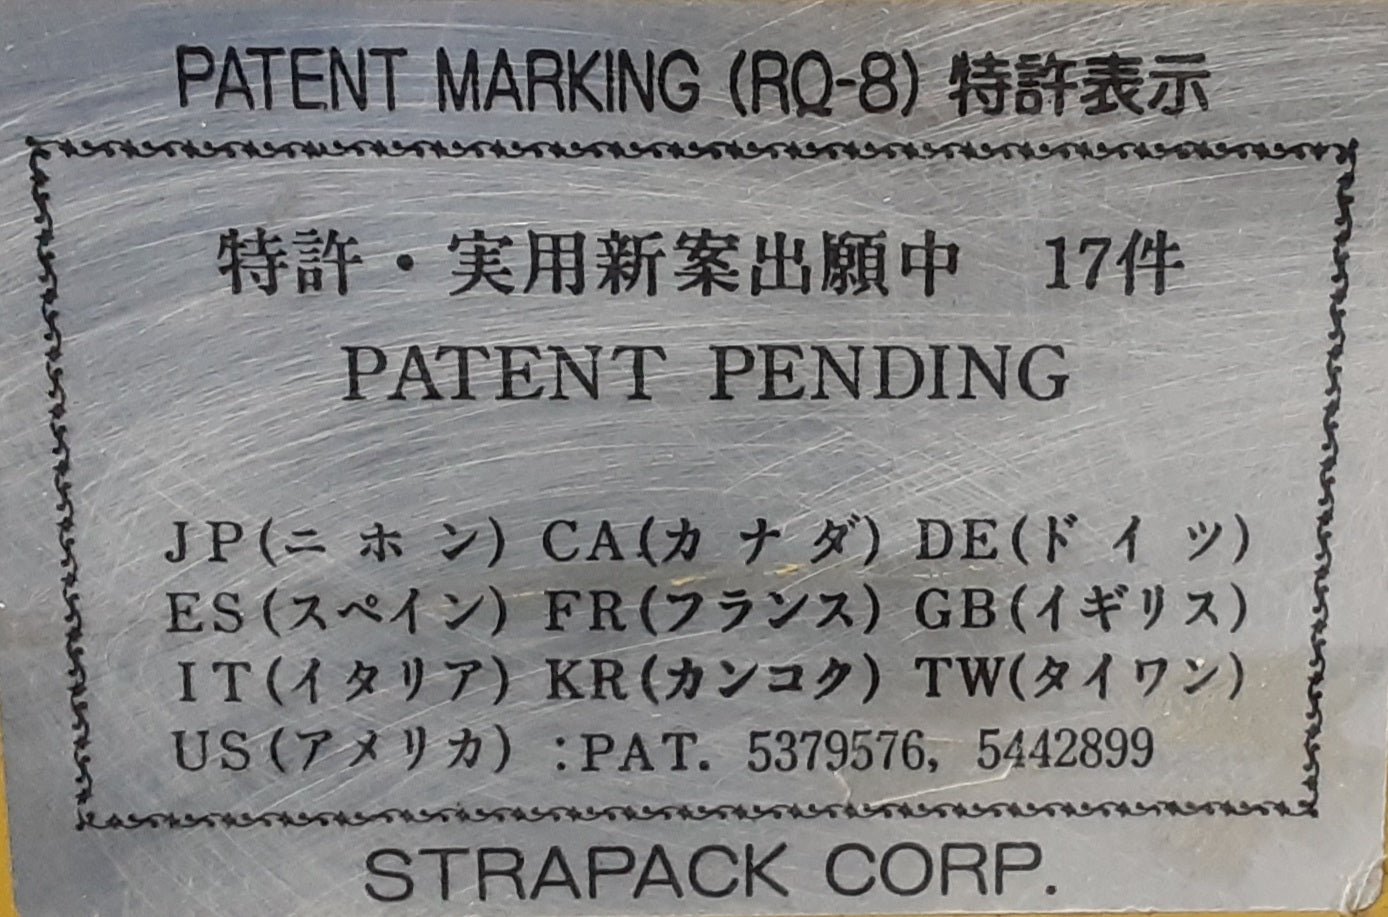 PATENT MARKING (RQ-8) 特許表示
特許・実用新案出願中　17件
PATENT PENDING
JP(ニホン) CA(カナダ) DE(ドイツ)
ES(スペイン) FR(フランス) GB(イギリス)
IT(イタリア) KR(カンコク) TW(タイワン)
US(アメリカ) :PAT. 5379576, 5442899
STRAPACK CORP.